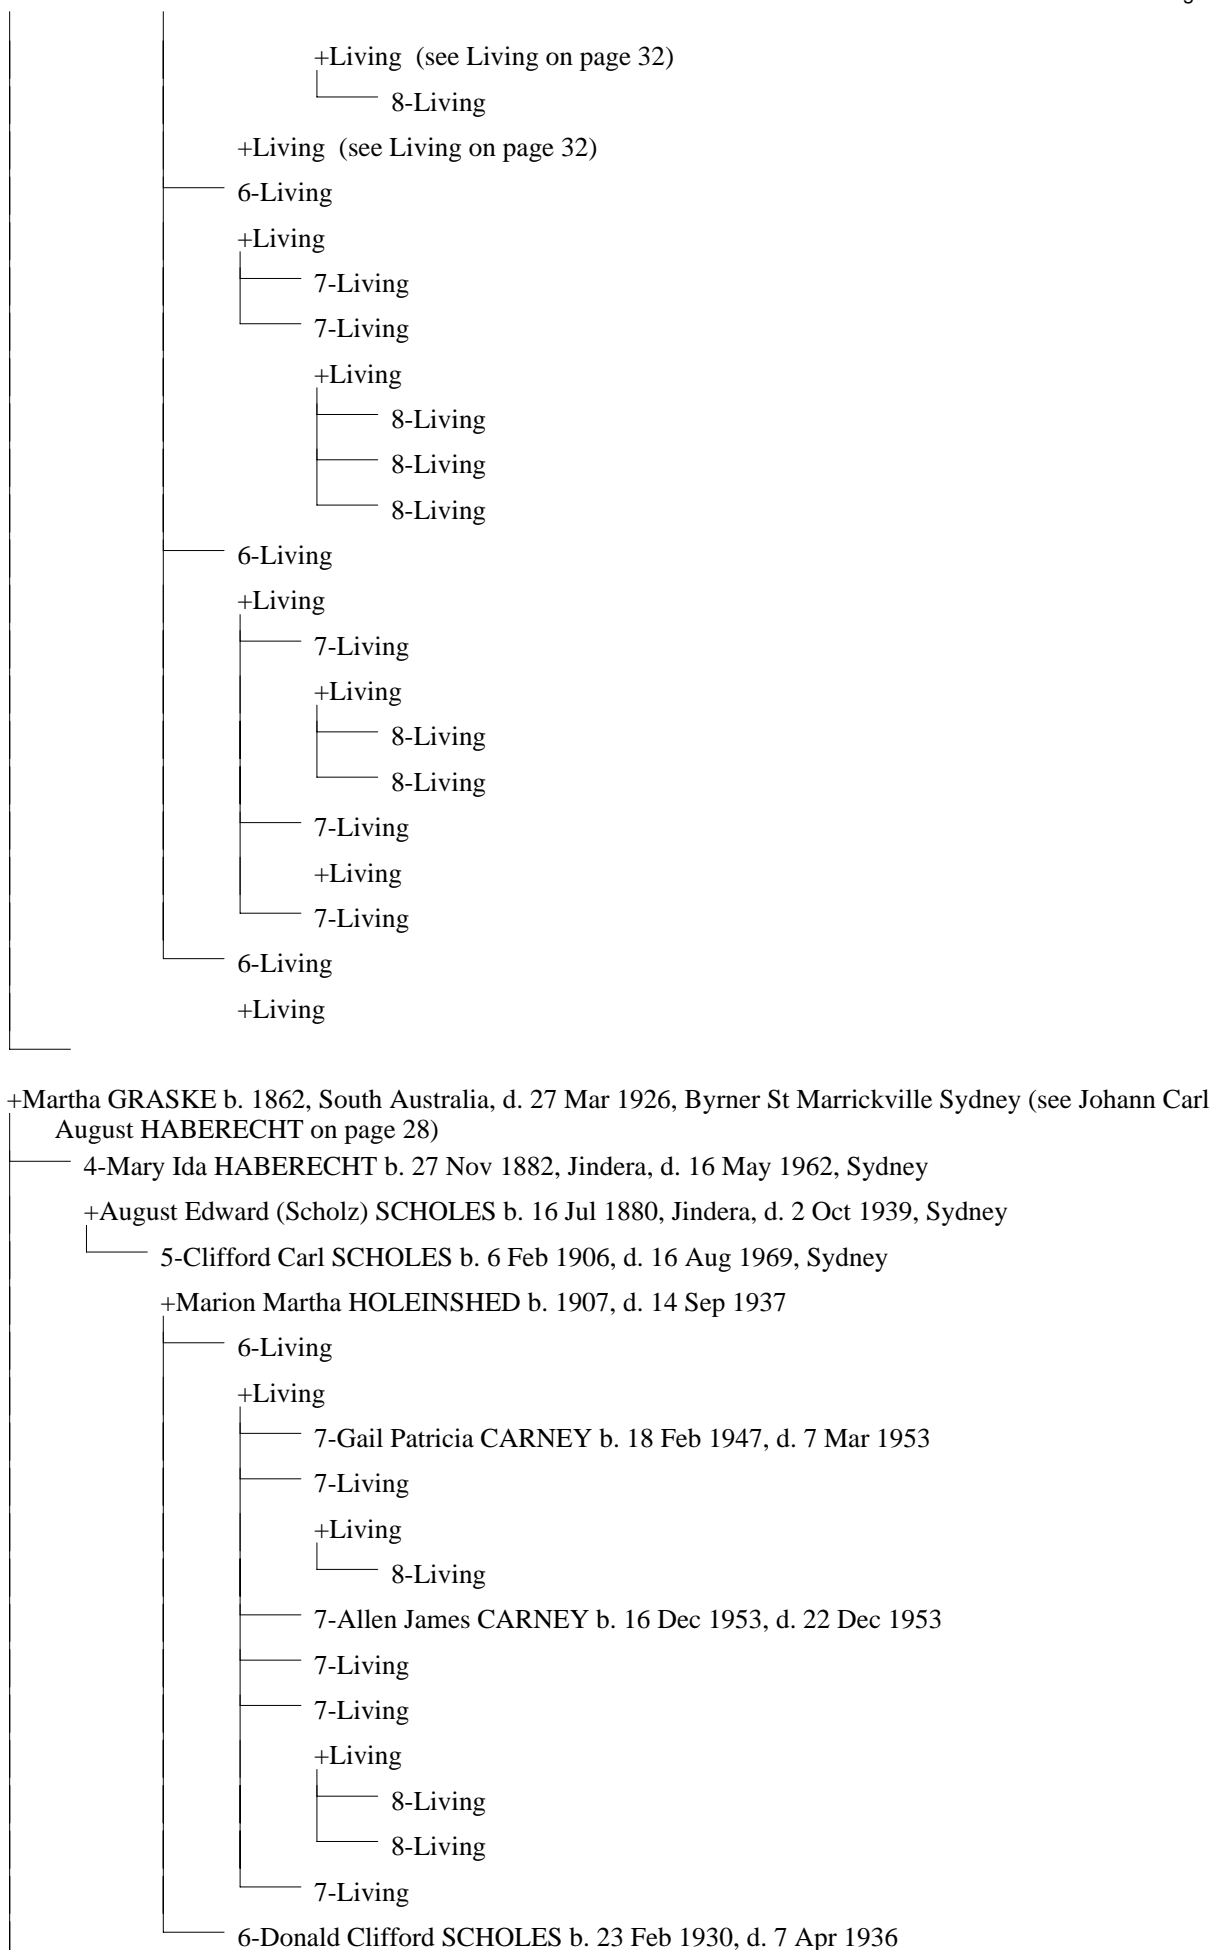 +Living (see Living on page 32)
8-Living
+Living (see Living on page 32)
6-Living
+Living
7-Living
7-Living
+Living
8-Living
8-Living
8-Living
6-Living
+Living
7-Living
+Living
8-Living
8-Living
7-Living
+Living
7-Living
6-Living
+Living
+Martha GRASKE b. 1862, South Australia, d. 27 Mar 1926, Byrner St Marrickville Sydney (see Johann Carl
August HABERECHT on page 28)
4-Mary Ida HABERECHT b. 27 Nov 1882, Jindera, d. 16 May 1962, Sydney
+August Edward (Scholz) SCHOLES b. 16 Jul 1880, Jindera, d. 2 Oct 1939, Sydney
5-Clifford Carl SCHOLES b. 6 Feb 1906, d. 16 Aug 1969, Sydney
+Marion Martha HOLEINSHED b. 1907, d. 14 Sep 1937
6-Living
+Living
7-Gail Patricia CARNEY b. 18 Feb 1947, d. 7 Mar 1953
7-Living
+Living
8-Living
7-Allen James CARNEY b. 16 Dec 1953, d. 22 Dec 1953
7-Living
7-Living
+Living
8-Living
8-Living
7-Living
6-Donald Clifford SCHOLES b. 23 Feb 1930, d. 7 Apr 1936